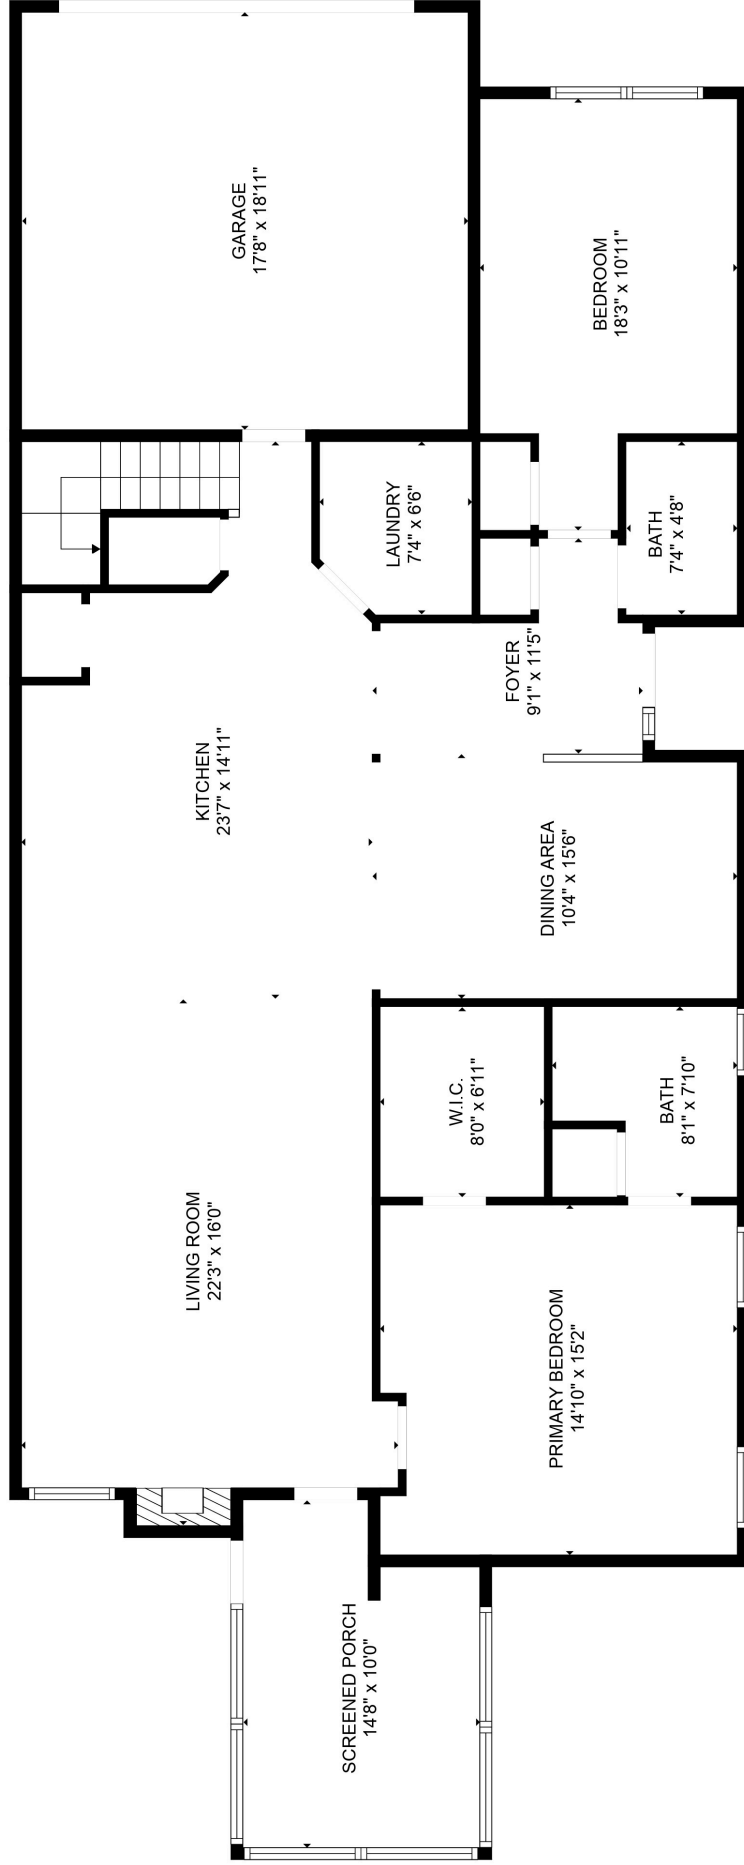 GARAGE
17'8" x 18'11"
BEDROOM
18'3" x 10'11"
LAUNDRY
7'4" x 6'6"
BATH
7'4" x 4'8"
FOYER
9'1" x 11'5"
KITCHEN
23'7" x 14'11"
DINING AREA
10'4" x 15'6"
W.I.C.
8'0" x 6'11"
BATH
8'1" x 7'10"
LIVING ROOM
22'3" x 16'0"
PRIMARY BEDROOM
14'10" x 15'2"
SCREENED PORCH
14'8" x 10'0"